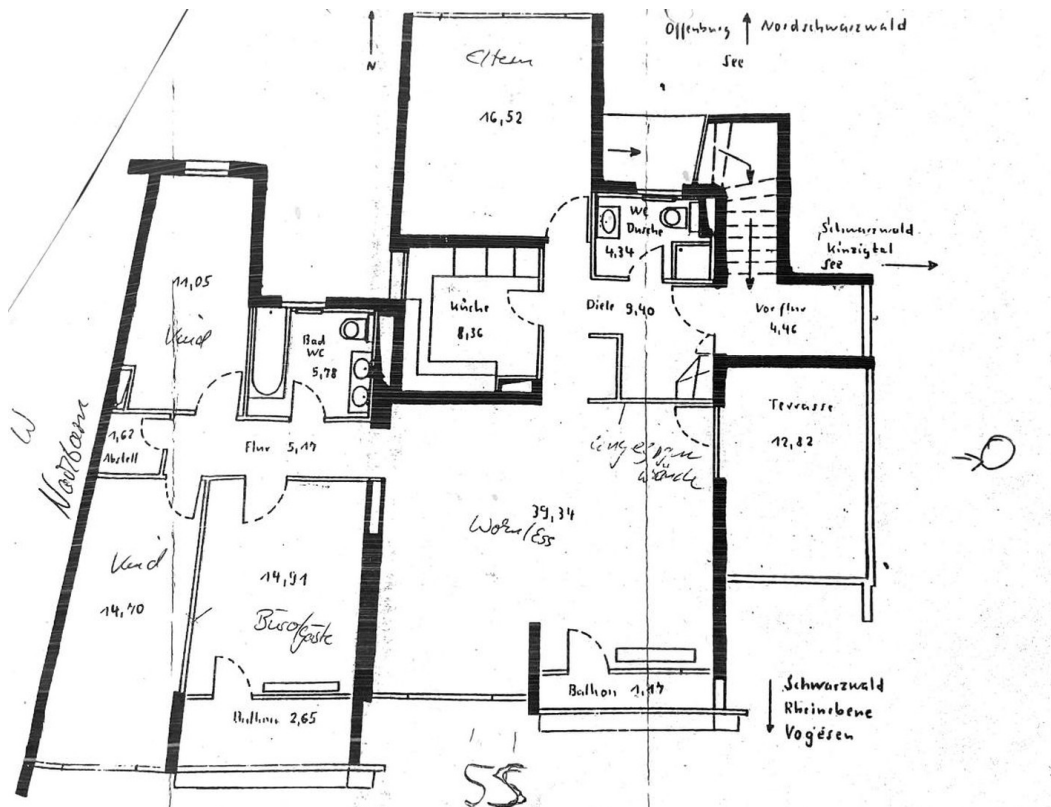 Offenburg Nordschwarzwald
See
N
Eltern
16,52
WC
Dusche
4,34
Schwarzwald
Kinzigtal
See
11,05
Kind
Küche
8,36
Diele 9,40
Vorflur
4,46
Bad
WC
5,78
Terrasse
12,82
1,62
Abstell
Flur 5,17
W
Nachbarn
wände
39,34
Wohn/Ess
Kind
14,70
14,91
Büro/Gäste
Balkon 2,65
Balkon 1,17
Schwarzwald
Rheinebene
Vogesen